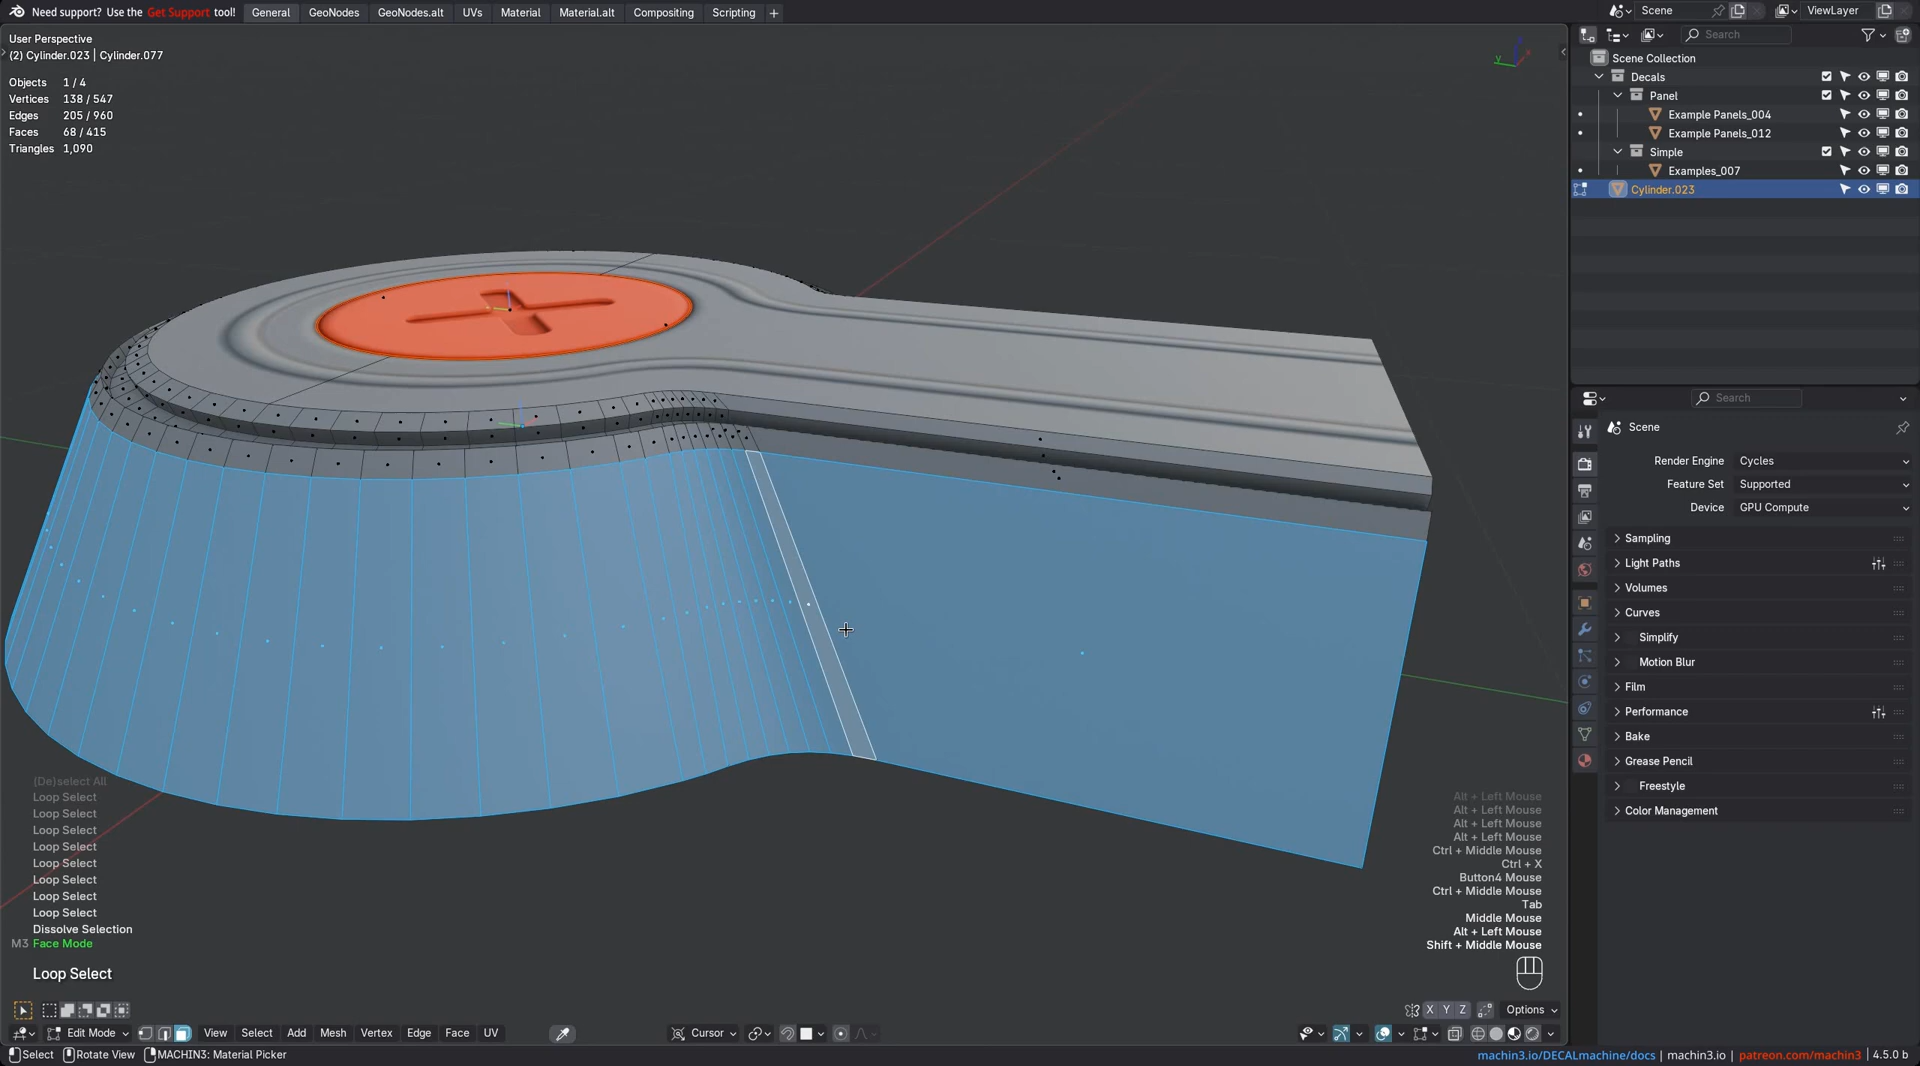 Need support? Use the Get Support tool!
General
GeoNodes
GeoNodes.alt
UVs
Material
Material.alt
Compositing
Scripting
Scene
ViewLayer
User Perspective
(2) Cylinder.023 | Cylinder.077
Objects 1 / 4
Vertices 138 / 547
Edges 205 / 960
Faces 68 / 415
Triangles 1,090
y
Search
Scene Collection
Decals
Panel
Example Panels_004
Example Panels_012
Simple
Examples_007
Cylinder.023
Search
Scene
Render Engine Cycles
Feature Set Supported
Device GPU Compute
Sampling
Light Paths
Volumes
Curves
Simplify
Motion Blur
Film
Performance
Bake
Grease Pencil
Freestyle
Color Management
(De)select All
Loop Select
Loop Select
Loop Select
Loop Select
Loop Select
Loop Select
Loop Select
Loop Select
Dissolve Selection
M3 Face Mode
Loop Select
Alt + Left Mouse
Alt + Left Mouse
Alt + Left Mouse
Alt + Left Mouse
Ctrl + Middle Mouse
Ctrl + X
Button4 Mouse
Ctrl + Middle Mouse
Tab
Middle Mouse
Alt + Left Mouse
Shift + Middle Mouse
X Y Z
Options
Edit Mode
View
Select
Add
Mesh
Vertex
Edge
Face
UV
Cursor
Select
Rotate View
MACHIN3: Material Picker
machin3.io/DECALmachine/docs | machin3.io | patreon.com/machin3 | 4.5.0 b